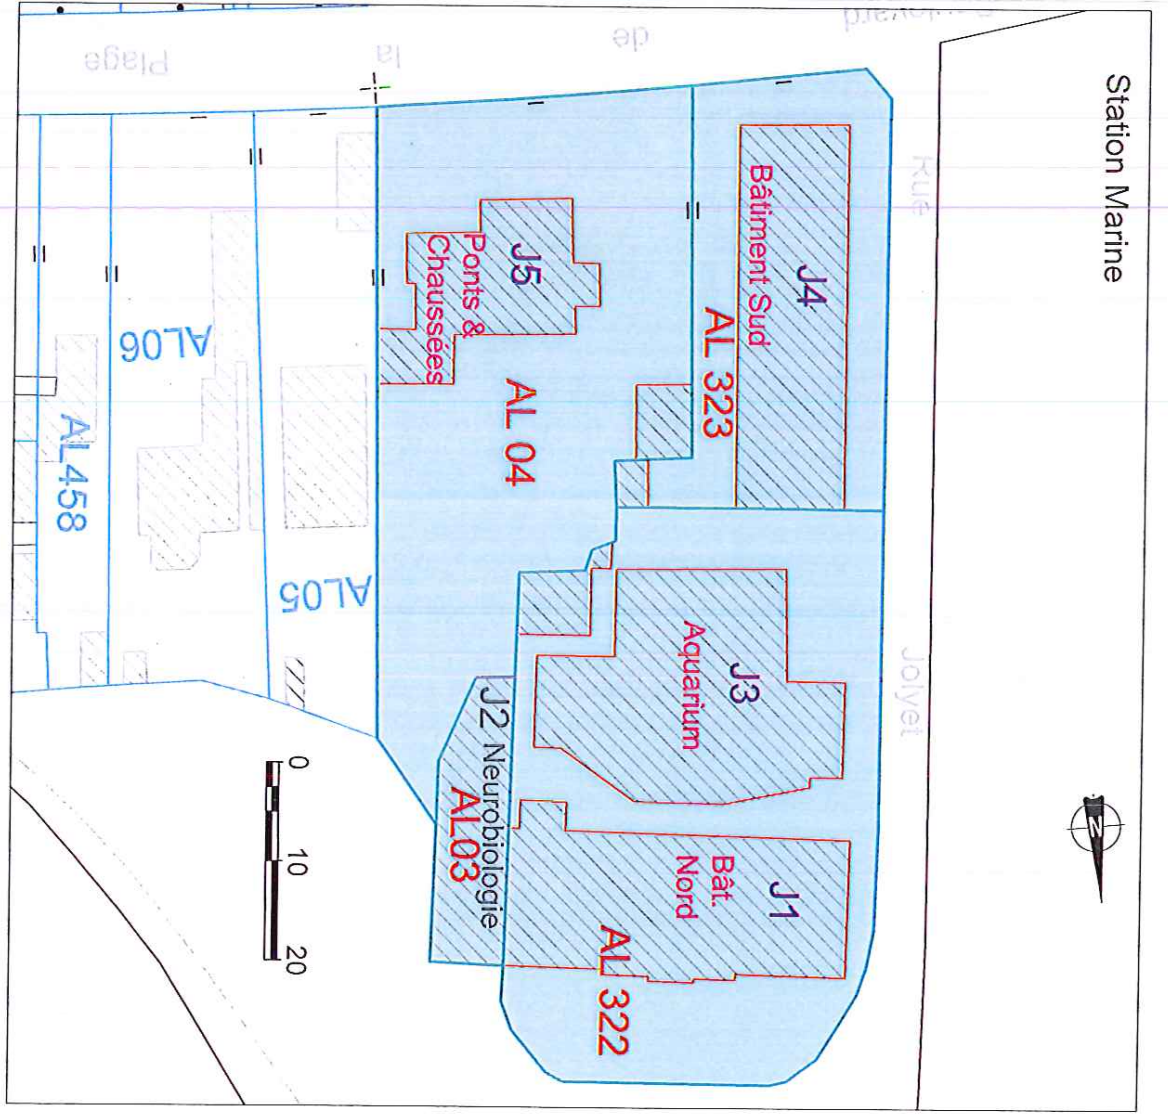 Station Marine
Rue
Jolyet
Boulevard
de
la
Plage
J4
Bâtiment Sud
AL 323
J5
Ponts &
Chaussées
AL 04
J3
Aquarium
J1
Bât.
Nord
AL 322
J2 Neurobiologie
AL03
AL05
AL06
AL458
N
0
10
20